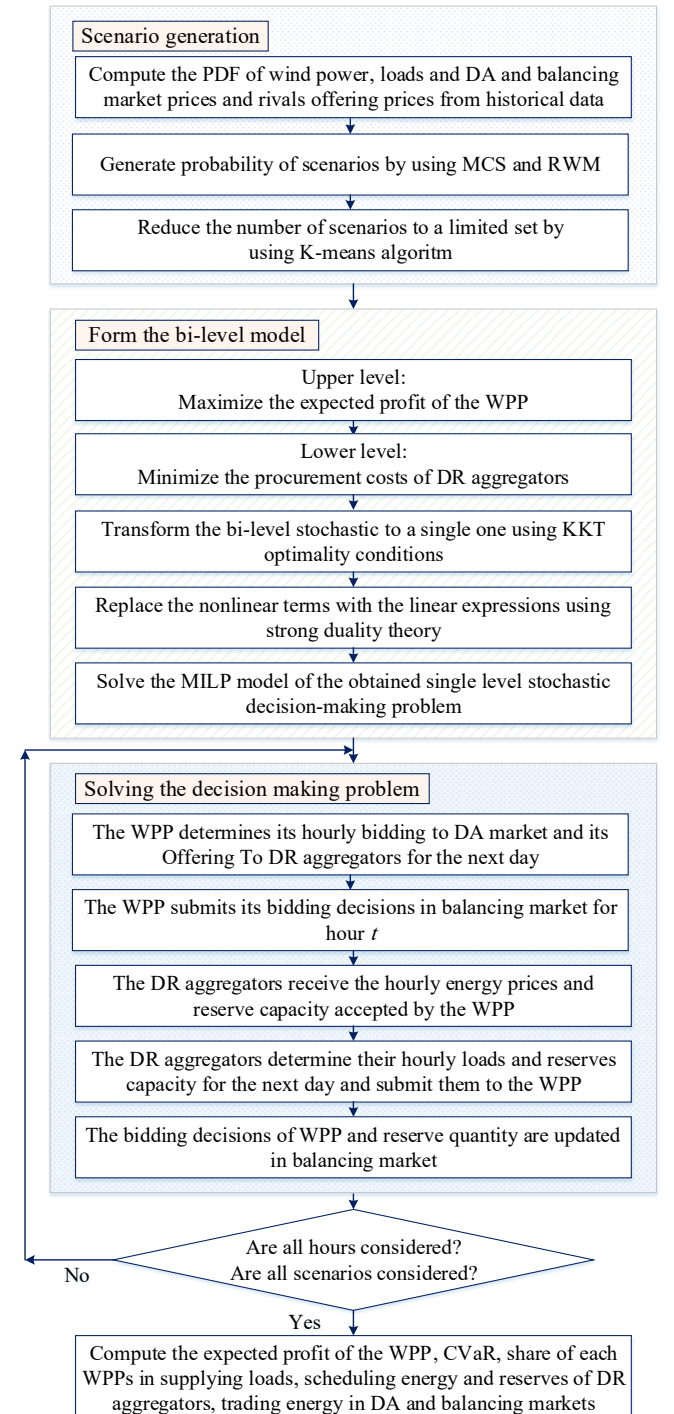 Scenario generation
Compute the PDF of wind power, loads and DA and balancing
market prices and rivals offering prices from historical data
Generate probability of scenarios by using MCS and RWM
Reduce the number of scenarios to a limited set by
using K-means algoritm
Form the bi-level model
Upper level:
Maximize the expected profit of the WPP
Lower level:
Minimize the procurement costs of DR aggregators
Transform the bi-level stochastic to a single one using KKT
optimality conditions
Replace the nonlinear terms with the linear expressions using
strong duality theory
Solve the MILP model of the obtained single level stochastic
decision-making problem
Solving the decision making problem
The WPP determines its hourly bidding to DA market and its
Offering To DR aggregators for the next day
The WPP submits its bidding decisions in balancing market for
hour t
The DR aggregators receive the hourly energy prices and
reserve capacity accepted by the WPP
The DR aggregators determine their hourly loads and reserves
capacity for the next day and submit them to the WPP
The bidding decisions of WPP and reserve quantity are updated
in balancing market
Are all hours considered?
Are all scenarios considered?
No
Yes
Compute the expected profit of the WPP, CVaR, share of each
WPPs in supplying loads, scheduling energy and reserves of DR
aggregators, trading energy in DA and balancing markets